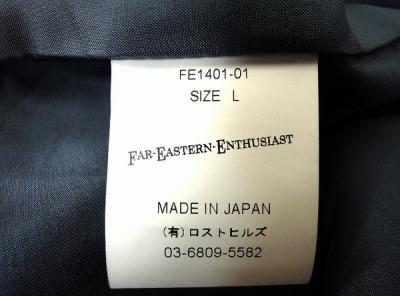 FE1401-01
SIZE L
FAR-EASTERN-ENTHUSIAST
MADE IN JAPAN
(有)ロストヒルズ
03-6809-5582